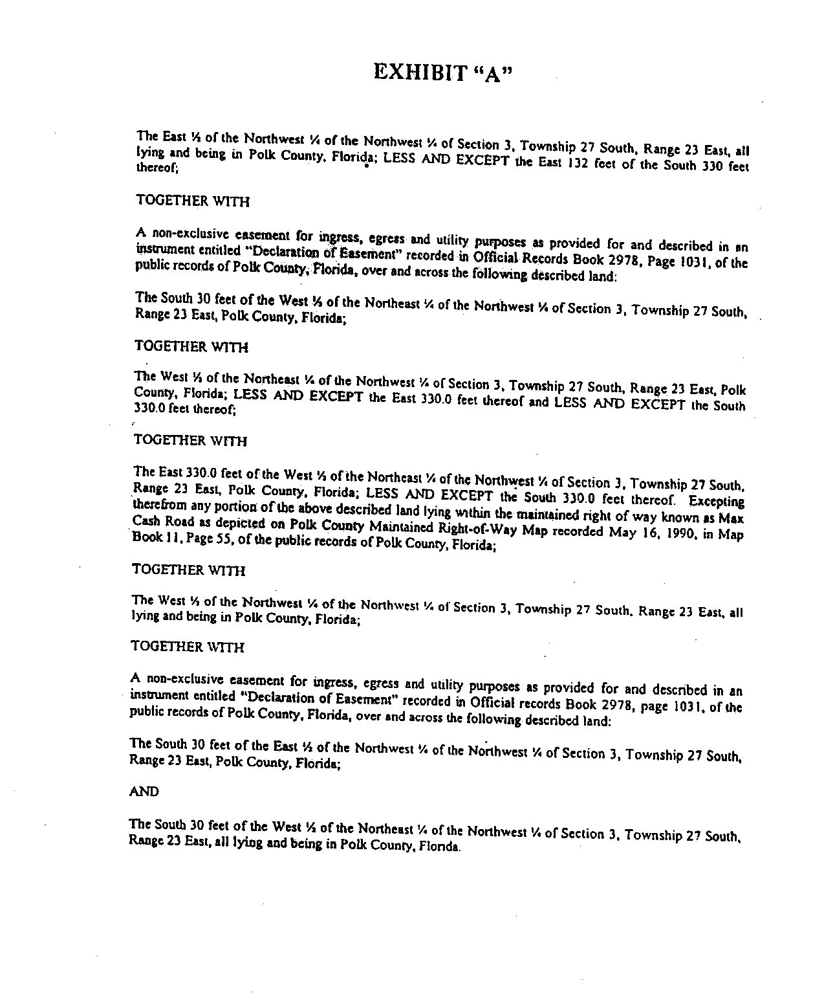 EXHIBIT “A”
The East ½ of the Northwest ¼ of the Northwest ¼ of Section 3, Township 27 South, Range 23 East, all
lying and being in Polk County, Florida; LESS AND EXCEPT the East 132 feet of the South 330 feet
thereof;
TOGETHER WITH
A non-exclusive easement for ingress, egress and utility purposes as provided for and described in an
instrument entitled “Declaration of Easement” recorded in Official Records Book 2978, Page 1031, of the
public records of Polk County, Florida, over and across the following described land:
The South 30 feet of the West ½ of the Northeast ¼ of the Northwest ¼ of Section 3, Township 27 South,
Range 23 East, Polk County, Florida;
TOGETHER WITH
The West ½ of the Northeast ¼ of the Northwest ¼ of Section 3, Township 27 South, Range 23 East, Polk
County, Florida; LESS AND EXCEPT the East 330.0 feet thereof and LESS AND EXCEPT the South
330.0 feet thereof;
TOGETHER WITH
The East 330.0 feet of the West ½ of the Northeast ¼ of the Northwest ¼ of Section 3, Township 27 South,
Range 23 East, Polk County, Florida; LESS AND EXCEPT the South 330.0 feet thereof. Excepting
therefrom any portion of the above described land lying within the maintained right of way known as Max
Cash Road as depicted on Polk County Maintained Right-of-Way Map recorded May 16, 1990, in Map
Book 11, Page 55, of the public records of Polk County, Florida;
TOGETHER WITH
The West ½ of the Northwest ¼ of the Northwest ¼ of Section 3, Township 27 South, Range 23 East, all
lying and being in Polk County, Florida;
TOGETHER WITH
A non-exclusive easement for ingress, egress and utility purposes as provided for and described in an
instrument entitled “Declaration of Easement” recorded in Official records Book 2978, page 1031, of the
public records of Polk County, Florida, over and across the following described land:
The South 30 feet of the East ½ of the Northwest ¼ of the Northwest ¼ of Section 3, Township 27 South,
Range 23 East, Polk County, Florida;
AND
The South 30 feet of the West ½ of the Northeast ¼ of the Northwest ¼ of Section 3, Township 27 South,
Range 23 East, all lying and being in Polk County, Florida.